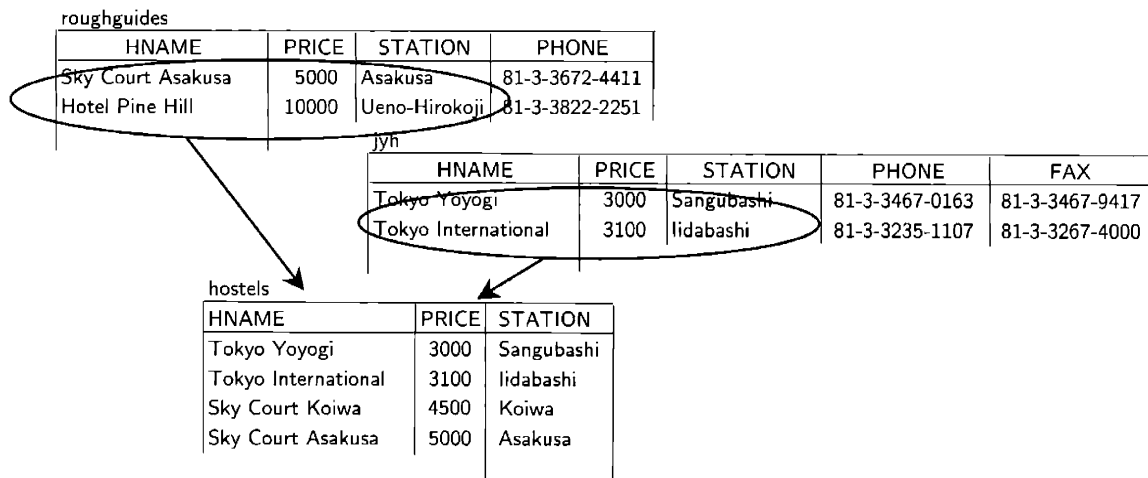 roughguides
HNAME PRICE STATION PHONE
Sky Court Asakusa 5000 Asakusa 81-3-3672-4411
Hotel Pine Hill 10000 Ueno-Hirokoji 81-3-3822-2251
jyh
HNAME PRICE STATION PHONE FAX
Tokyo Yoyogi 3000 Sangubashi 81-3-3467-0163 81-3-3467-9417
Tokyo International 3100 Iidabashi 81-3-3235-1107 81-3-3267-4000
hostels
HNAME PRICE STATION
Tokyo Yoyogi 3000 Sangubashi
Tokyo International 3100 Iidabashi
Sky Court Koiwa 4500 Koiwa
Sky Court Asakusa 5000 Asakusa